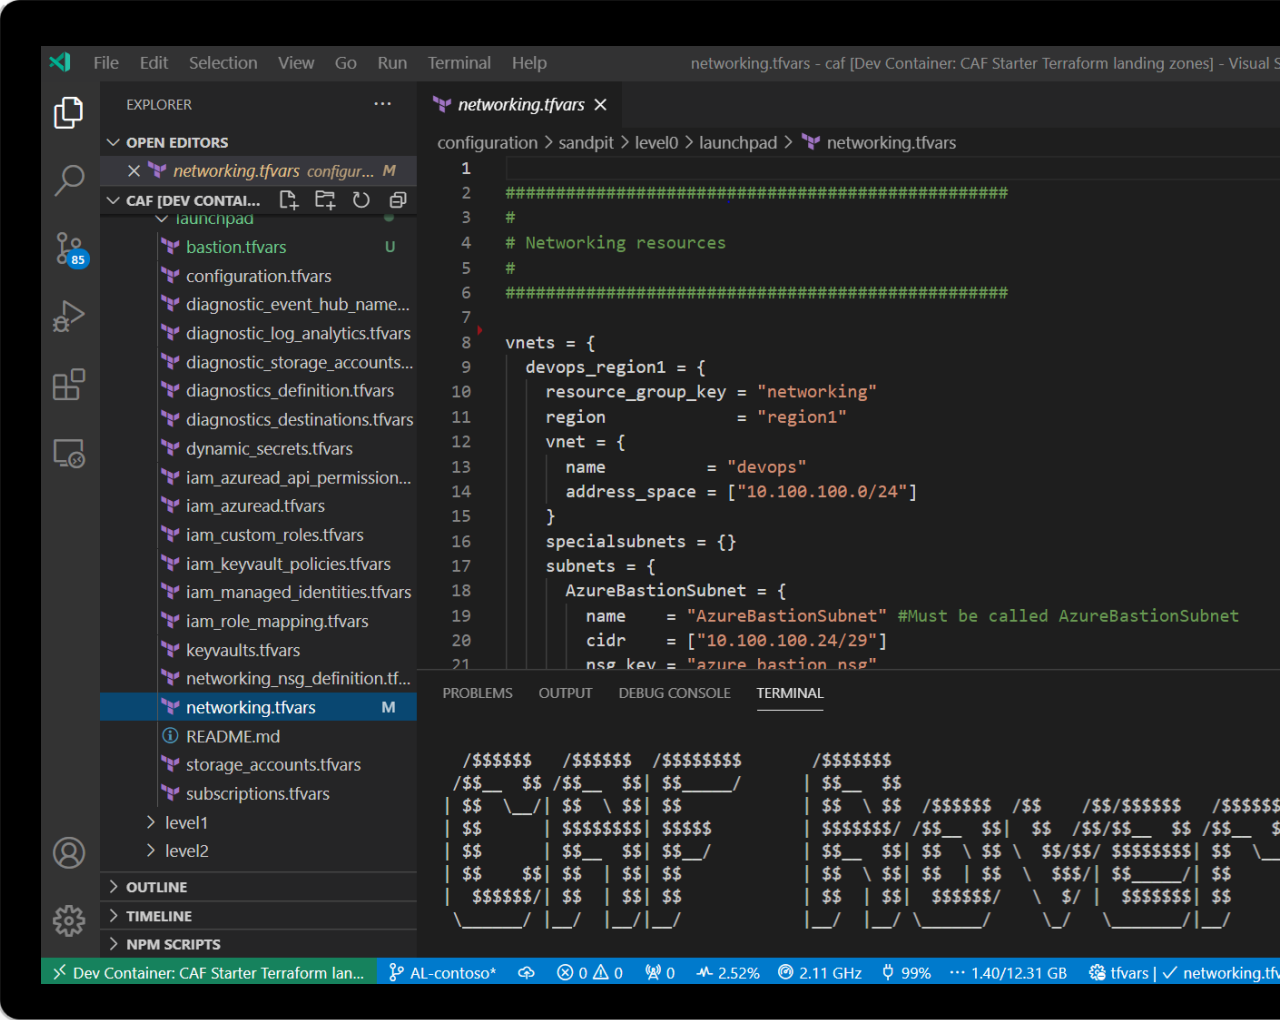 File Edit Selection View Go Run Terminal Help networking.tfvars - caf [Dev Container: CAF Starter Terraform landing zones] - Visual S
EXPLORER ···
OPEN EDITORS
networking.tfvars configur... M
CAF [DEV CONTAI...
launchpad
bastion.tfvars U
configuration.tfvars
diagnostic_event_hub_name...
diagnostic_log_analytics.tfvars
diagnostic_storage_accounts...
diagnostics_definition.tfvars
diagnostics_destinations.tfvars
dynamic_secrets.tfvars
iam_azuread_api_permission...
iam_azuread.tfvars
iam_custom_roles.tfvars
iam_keyvault_policies.tfvars
iam_managed_identities.tfvars
iam_role_mapping.tfvars
keyvaults.tfvars
networking_nsg_definition.tf...
networking.tfvars M
README.md
storage_accounts.tfvars
subscriptions.tfvars
level1
level2
OUTLINE
TIMELINE
NPM SCRIPTS
85
networking.tfvars
configuration > sandpit > level0 > launchpad > networking.tfvars
1
2 ##################################################
3 #
4 # Networking resources
5 #
6 ##################################################
7
8 vnets = {
9 devops_region1 = {
10 resource_group_key = "networking"
11 region = "region1"
12 vnet = {
13 name = "devops"
14 address_space = ["10.100.100.0/24"]
15 }
16 specialsubnets = {}
17 subnets = {
18 AzureBastionSubnet = {
19 name = "AzureBastionSubnet" #Must be called AzureBastionSubnet
20 cidr = ["10.100.100.24/29"]
21 nsg_key = "azure_bastion_nsg"
PROBLEMS OUTPUT DEBUG CONSOLE TERMINAL
CAF Rover
Dev Container: CAF Starter Terraform lan... AL-contoso* 0 0 0 2.52% 2.11 GHz 99% ··· 1.40/12.31 GB tfvars | networking.tfv